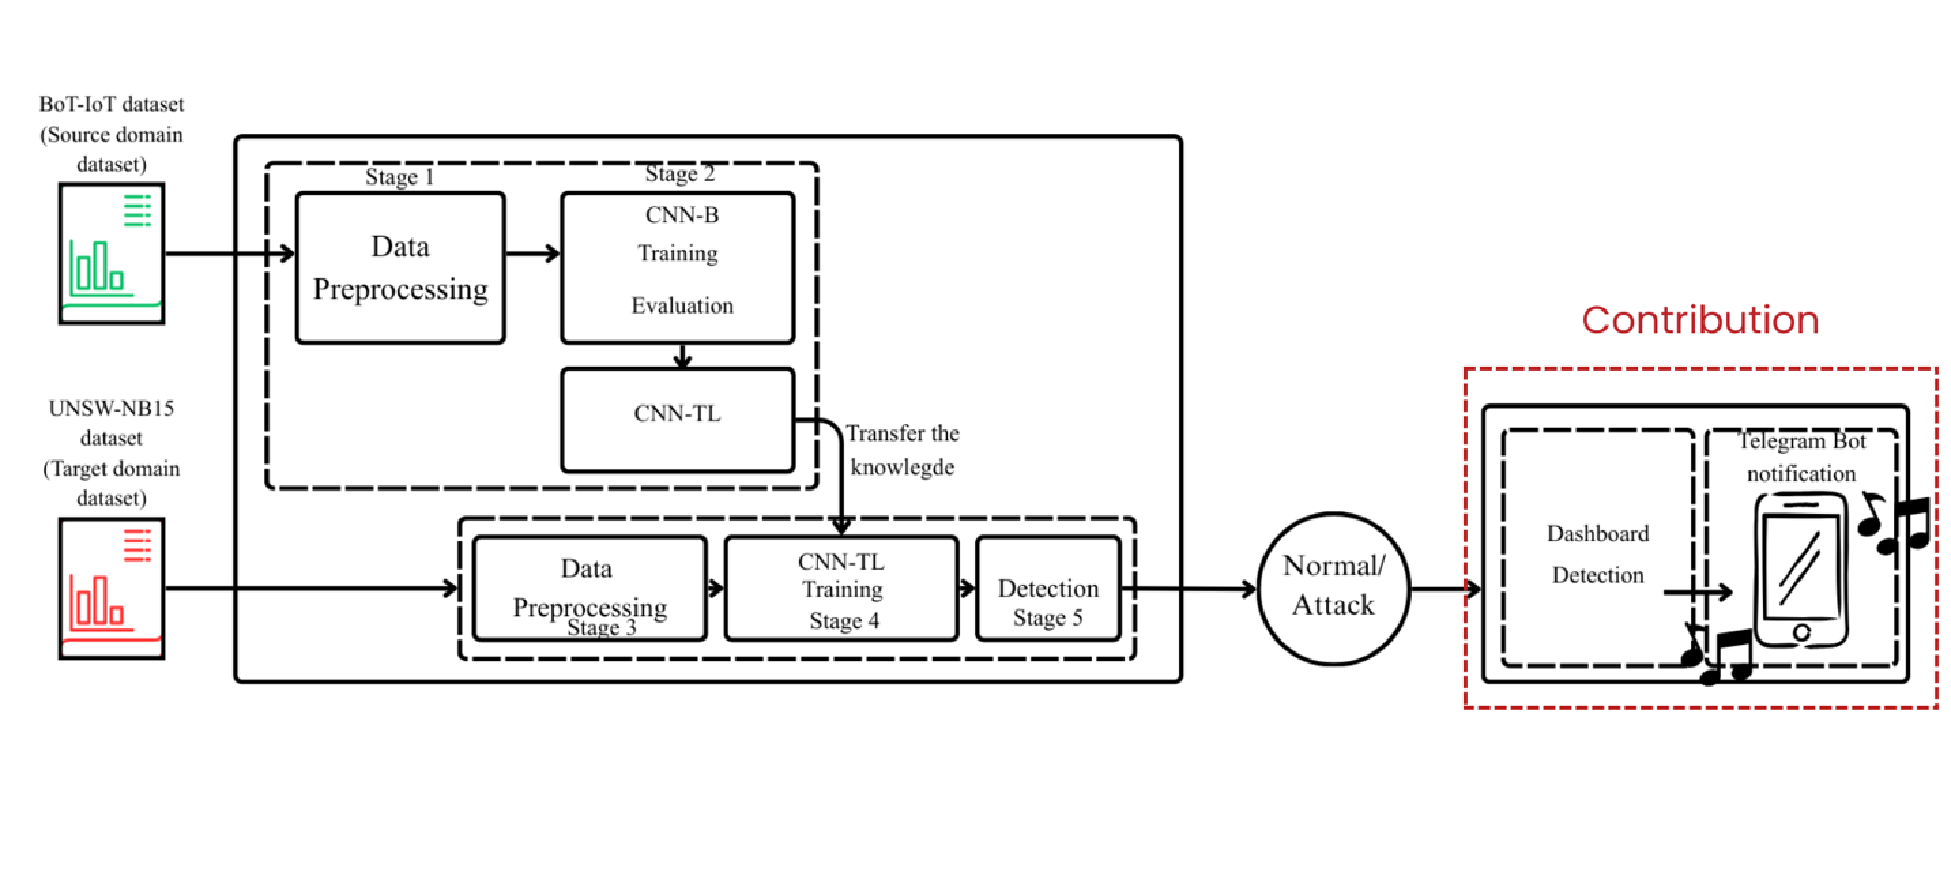 BoT-IoT dataset
(Source domain
dataset)
UNSW-NB15
dataset
(Target domain
dataset)
Stage 1
Data
Preprocessing
Stage 2
CNN-B
Training
Evaluation
CNN-TL
Transfer the
knowlegde
Data
Preprocessing
Stage 3
CNN-TL
Training
Stage 4
Detection
Stage 5
Normal/
Attack
Contribution
Dashboard
Detection
Telegram Bot
notification